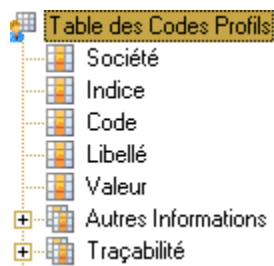 Table des Codes Profils
Société
Indice
Code
Libellé
Valeur
Autres Informations
Traçabilité